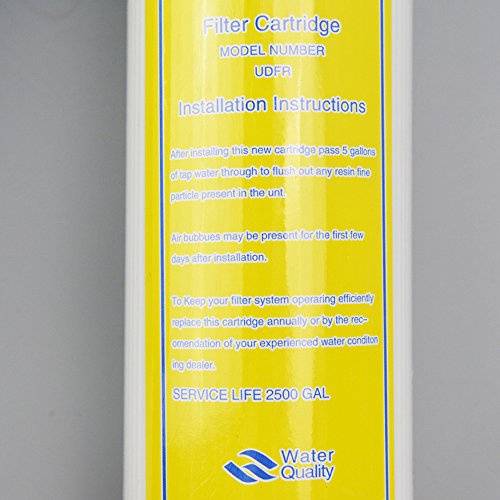 Filter Cartridge
MODEL NUMBER
UDFR
Installation Instructions
After installing this new cartridge pass 5 gallons
of tap water through to flush out any resin fine
particle present in the unt.
Air bubbues may be present for the first few
days after installation.
To Keep your filter system operaring efficiently
replace this cartridge annually or by the rec-
omendation of your experienced water conditon
ing dealer.
SERVICE LIFE 2500 GAL
Water
Quality